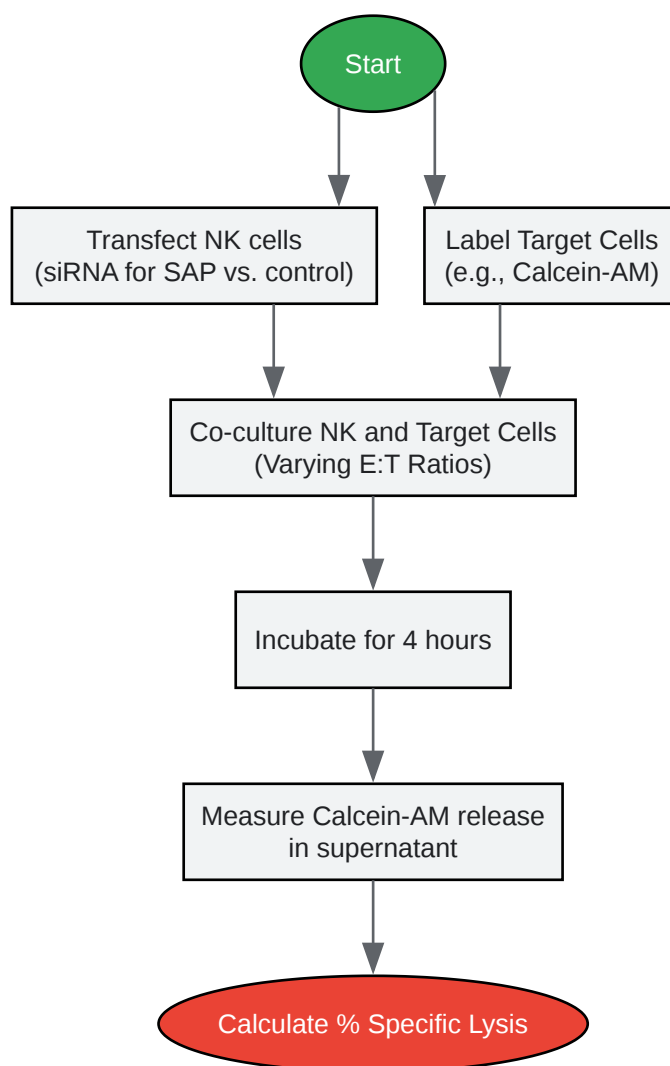 Start
Transfect NK cells
(siRNA for SAP vs. control)
Label Target Cells
(e.g., Calcein-AM)
Co-culture NK and Target Cells
(Varying E:T Ratios)
Incubate for 4 hours
Measure Calcein-AM release
in supernatant
Calculate % Specific Lysis